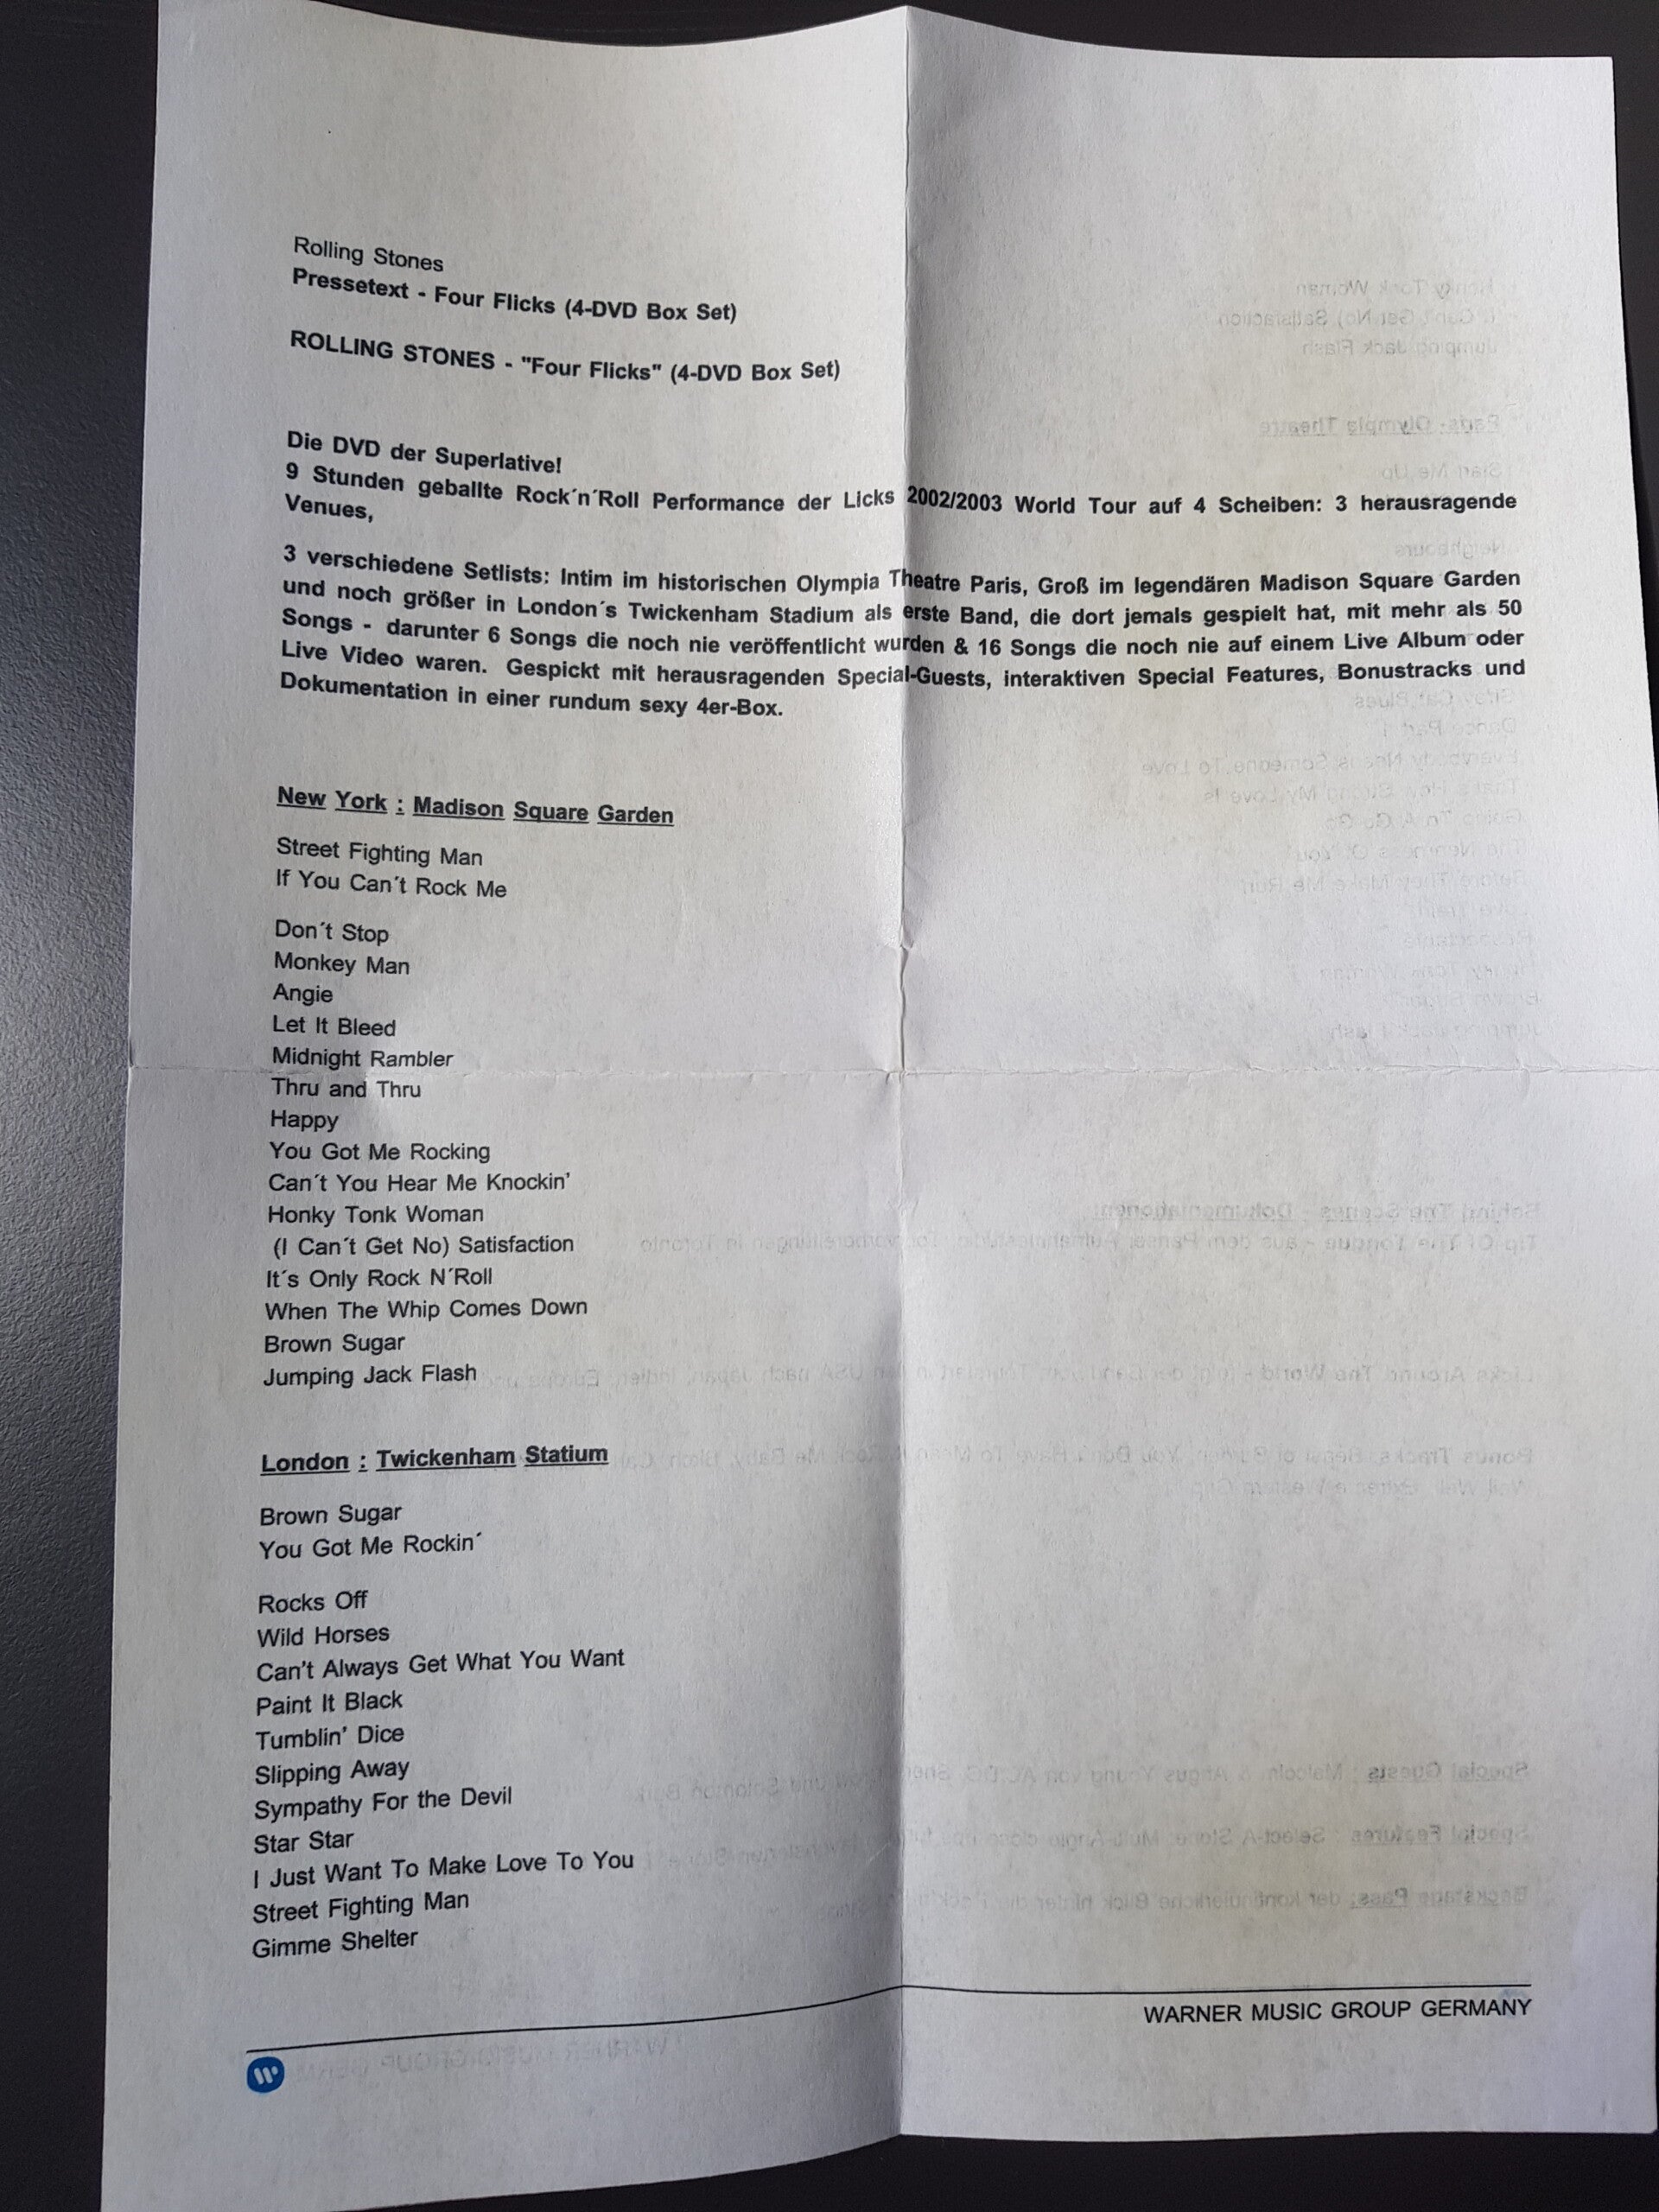 Rolling Stones
Pressetext - Four Flicks (4-DVD Box Set)
ROLLING STONES - "Four Flicks" (4-DVD Box Set)
Die DVD der Superlative!
9 Stunden geballte Rock´n´Roll Performance der Licks 2002/2003 World Tour auf 4 Scheiben: 3 herausragende
Venues,
3 verschiedene Setlists: Intim im historischen Olympia Theatre Paris, Groß im legendären Madison Square Garden
und noch größer in London´s Twickenham Stadium als erste Band, die dort jemals gespielt hat, mit mehr als 50
Songs - darunter 6 Songs die noch nie veröffentlicht wurden & 16 Songs die noch nie auf einem Live Album oder
Live Video waren. Gespickt mit herausragenden Special-Guests, interaktiven Special Features, Bonustracks und
Dokumentation in einer rundum sexy 4er-Box.
New York : Madison Square Garden
Street Fighting Man
If You Can´t Rock Me
Don´t Stop
Monkey Man
Angie
Let It Bleed
Midnight Rambler
Thru and Thru
Happy
You Got Me Rocking
Can´t You Hear Me Knockin’
Honky Tonk Woman
(I Can´t Get No) Satisfaction
It´s Only Rock N´Roll
When The Whip Comes Down
Brown Sugar
Jumping Jack Flash
London : Twickenham Statium
Brown Sugar
You Got Me Rockin´
Rocks Off
Wild Horses
Can’t Always Get What You Want
Paint It Black
Tumblin’ Dice
Slipping Away
Sympathy For the Devil
Star Star
I Just Want To Make Love To You
Street Fighting Man
Gimme Shelter
WARNER MUSIC GROUP GERMANY